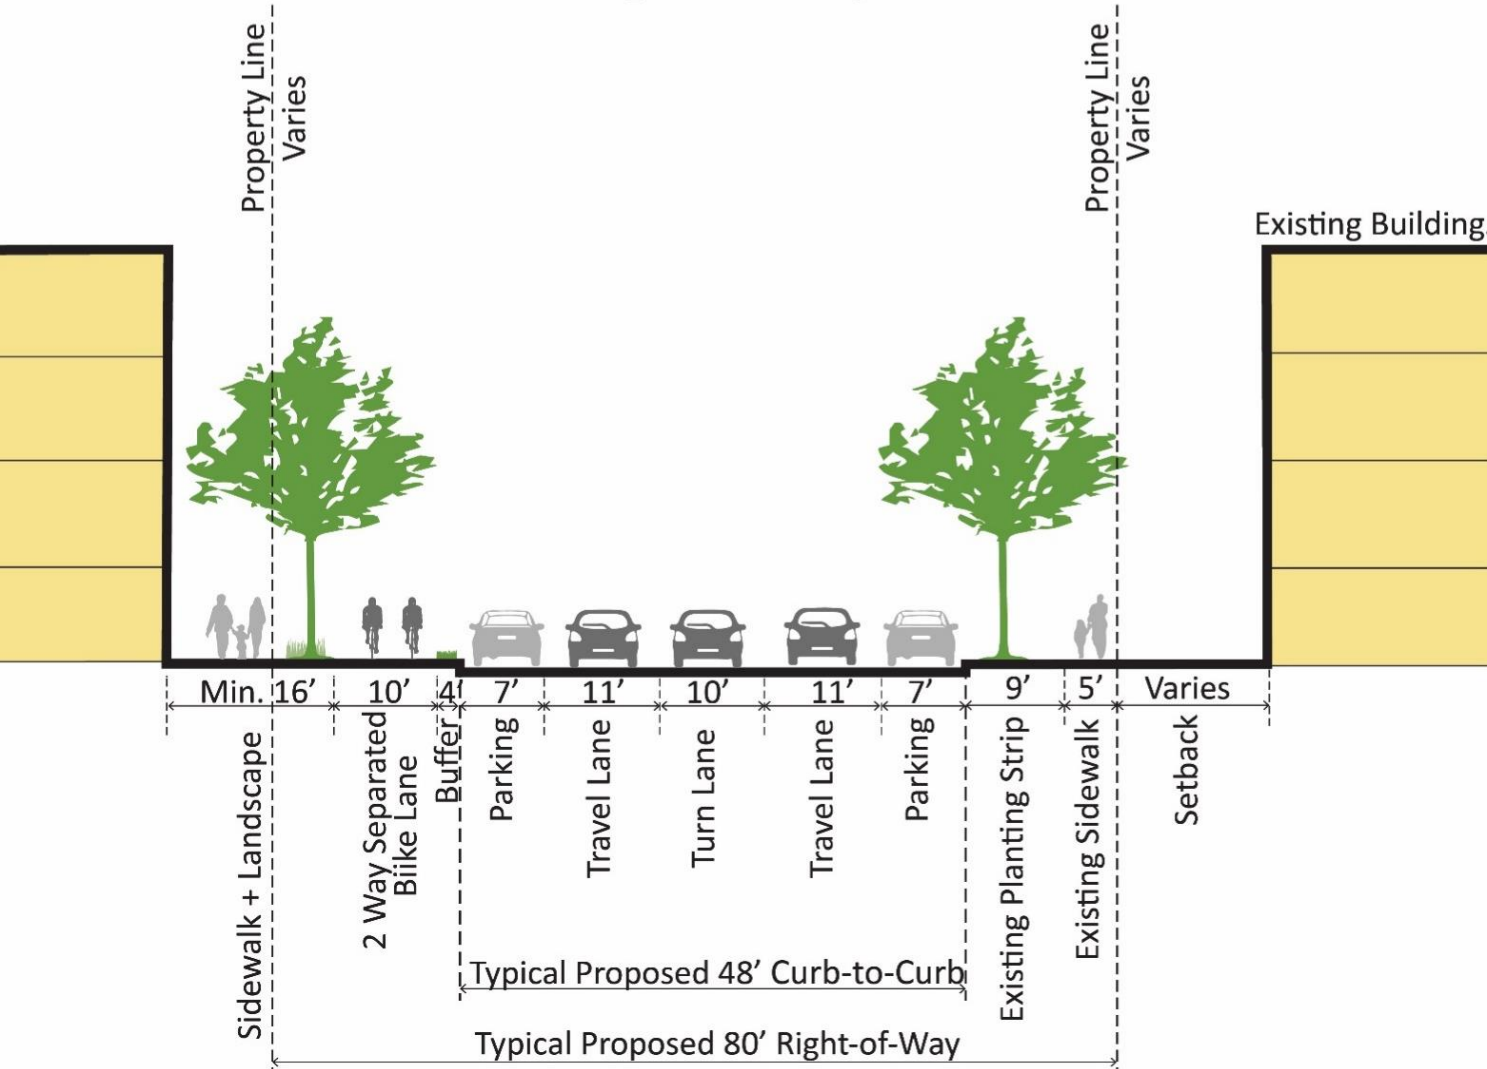 Property Line
Varies
Property Line
Varies
Existing Building
Min. 16’
10’
4’
7’
11’
10’
11’
7’
9’
5’
Varies
Sidewalk + Landscape
2 Way Separated
Biike Lane
Buffer
Parking
Travel Lane
Turn Lane
Travel Lane
Parking
Existing Planting Strip
Existing Sidewalk
Setback
Typical Proposed 48’ Curb-to-Curb
Typical Proposed 80’ Right-of-Way